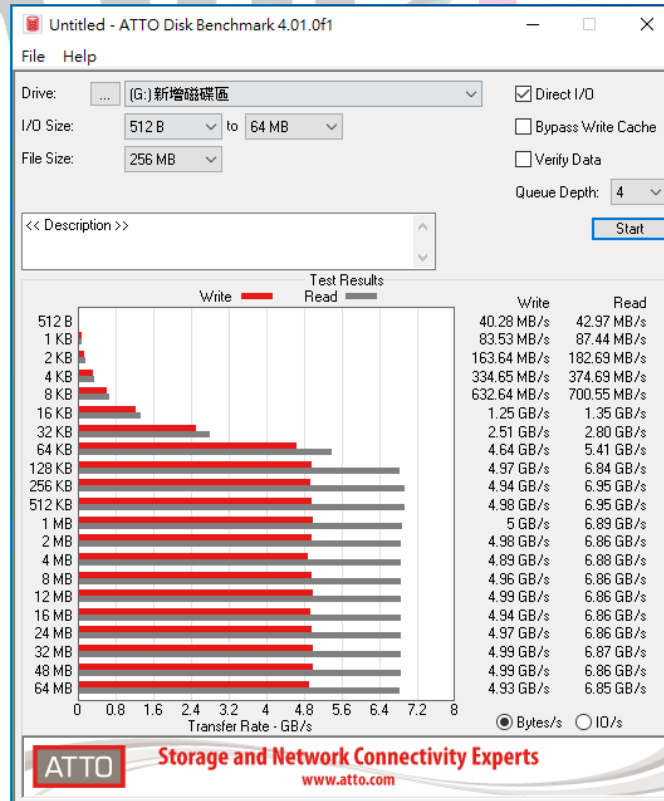 Untitled - ATTO Disk Benchmark 4.01.0f1
File Help
Drive: ... (G:)新增磁碟區
Direct I/O
I/O Size: 512 B to 64 MB
Bypass Write Cache
File Size: 256 MB
Verify Data
Queue Depth: 4
<< Description >>
Start
Test Results
Write Read Write Read
512 B 40.28 MB/s 42.97 MB/s
1 KB 83.53 MB/s 87.44 MB/s
2 KB 163.64 MB/s 182.69 MB/s
4 KB 334.65 MB/s 374.69 MB/s
8 KB 632.64 MB/s 700.55 MB/s
16 KB 1.25 GB/s 1.35 GB/s
32 KB 2.51 GB/s 2.80 GB/s
64 KB 4.64 GB/s 5.41 GB/s
128 KB 4.97 GB/s 6.84 GB/s
256 KB 4.94 GB/s 6.95 GB/s
512 KB 4.98 GB/s 6.95 GB/s
1 MB 5 GB/s 6.89 GB/s
2 MB 4.98 GB/s 6.86 GB/s
4 MB 4.89 GB/s 6.88 GB/s
8 MB 4.96 GB/s 6.86 GB/s
12 MB 4.99 GB/s 6.86 GB/s
16 MB 4.94 GB/s 6.86 GB/s
24 MB 4.97 GB/s 6.86 GB/s
32 MB 4.99 GB/s 6.87 GB/s
48 MB 4.99 GB/s 6.86 GB/s
64 MB 4.93 GB/s 6.85 GB/s
0 0.8 1.6 2.4 3.2 4 4.8 5.6 6.4 7.2 8
Transfer Rate - GB/s
Bytes/s IO/s
ATTO
Storage and Network Connectivity Experts
www.atto.com